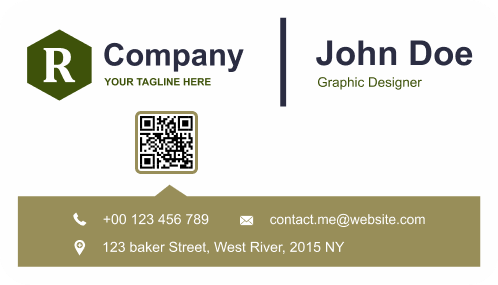 R
Company
YOUR TAGLINE HERE
John Doe
Graphic Designer
+00 123 456 789
contact.me@website.com
123 baker Street, West River, 2015 NY